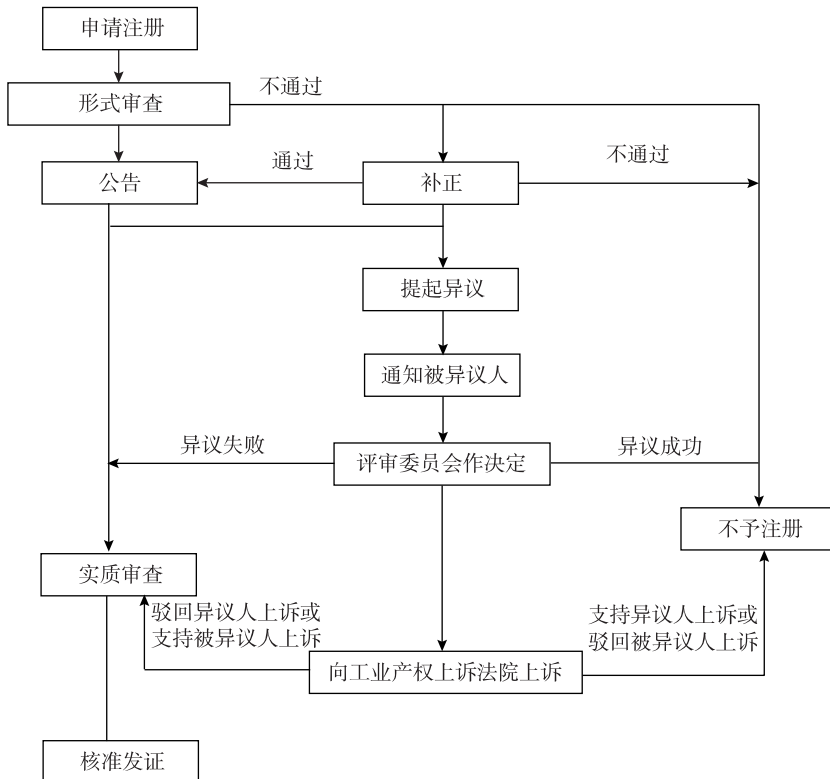 申请注册
不通过
形式审查
通过
不通过
公告
补正
提起异议
通知被异议人
异议失败
异议成功
评审委员会作决定
不予注册
实质审查
驳回异议人上诉或
支持被异议人上诉
支持异议人上诉或
驳回被异议人上诉
向工业产权上诉法院上诉
核准发证